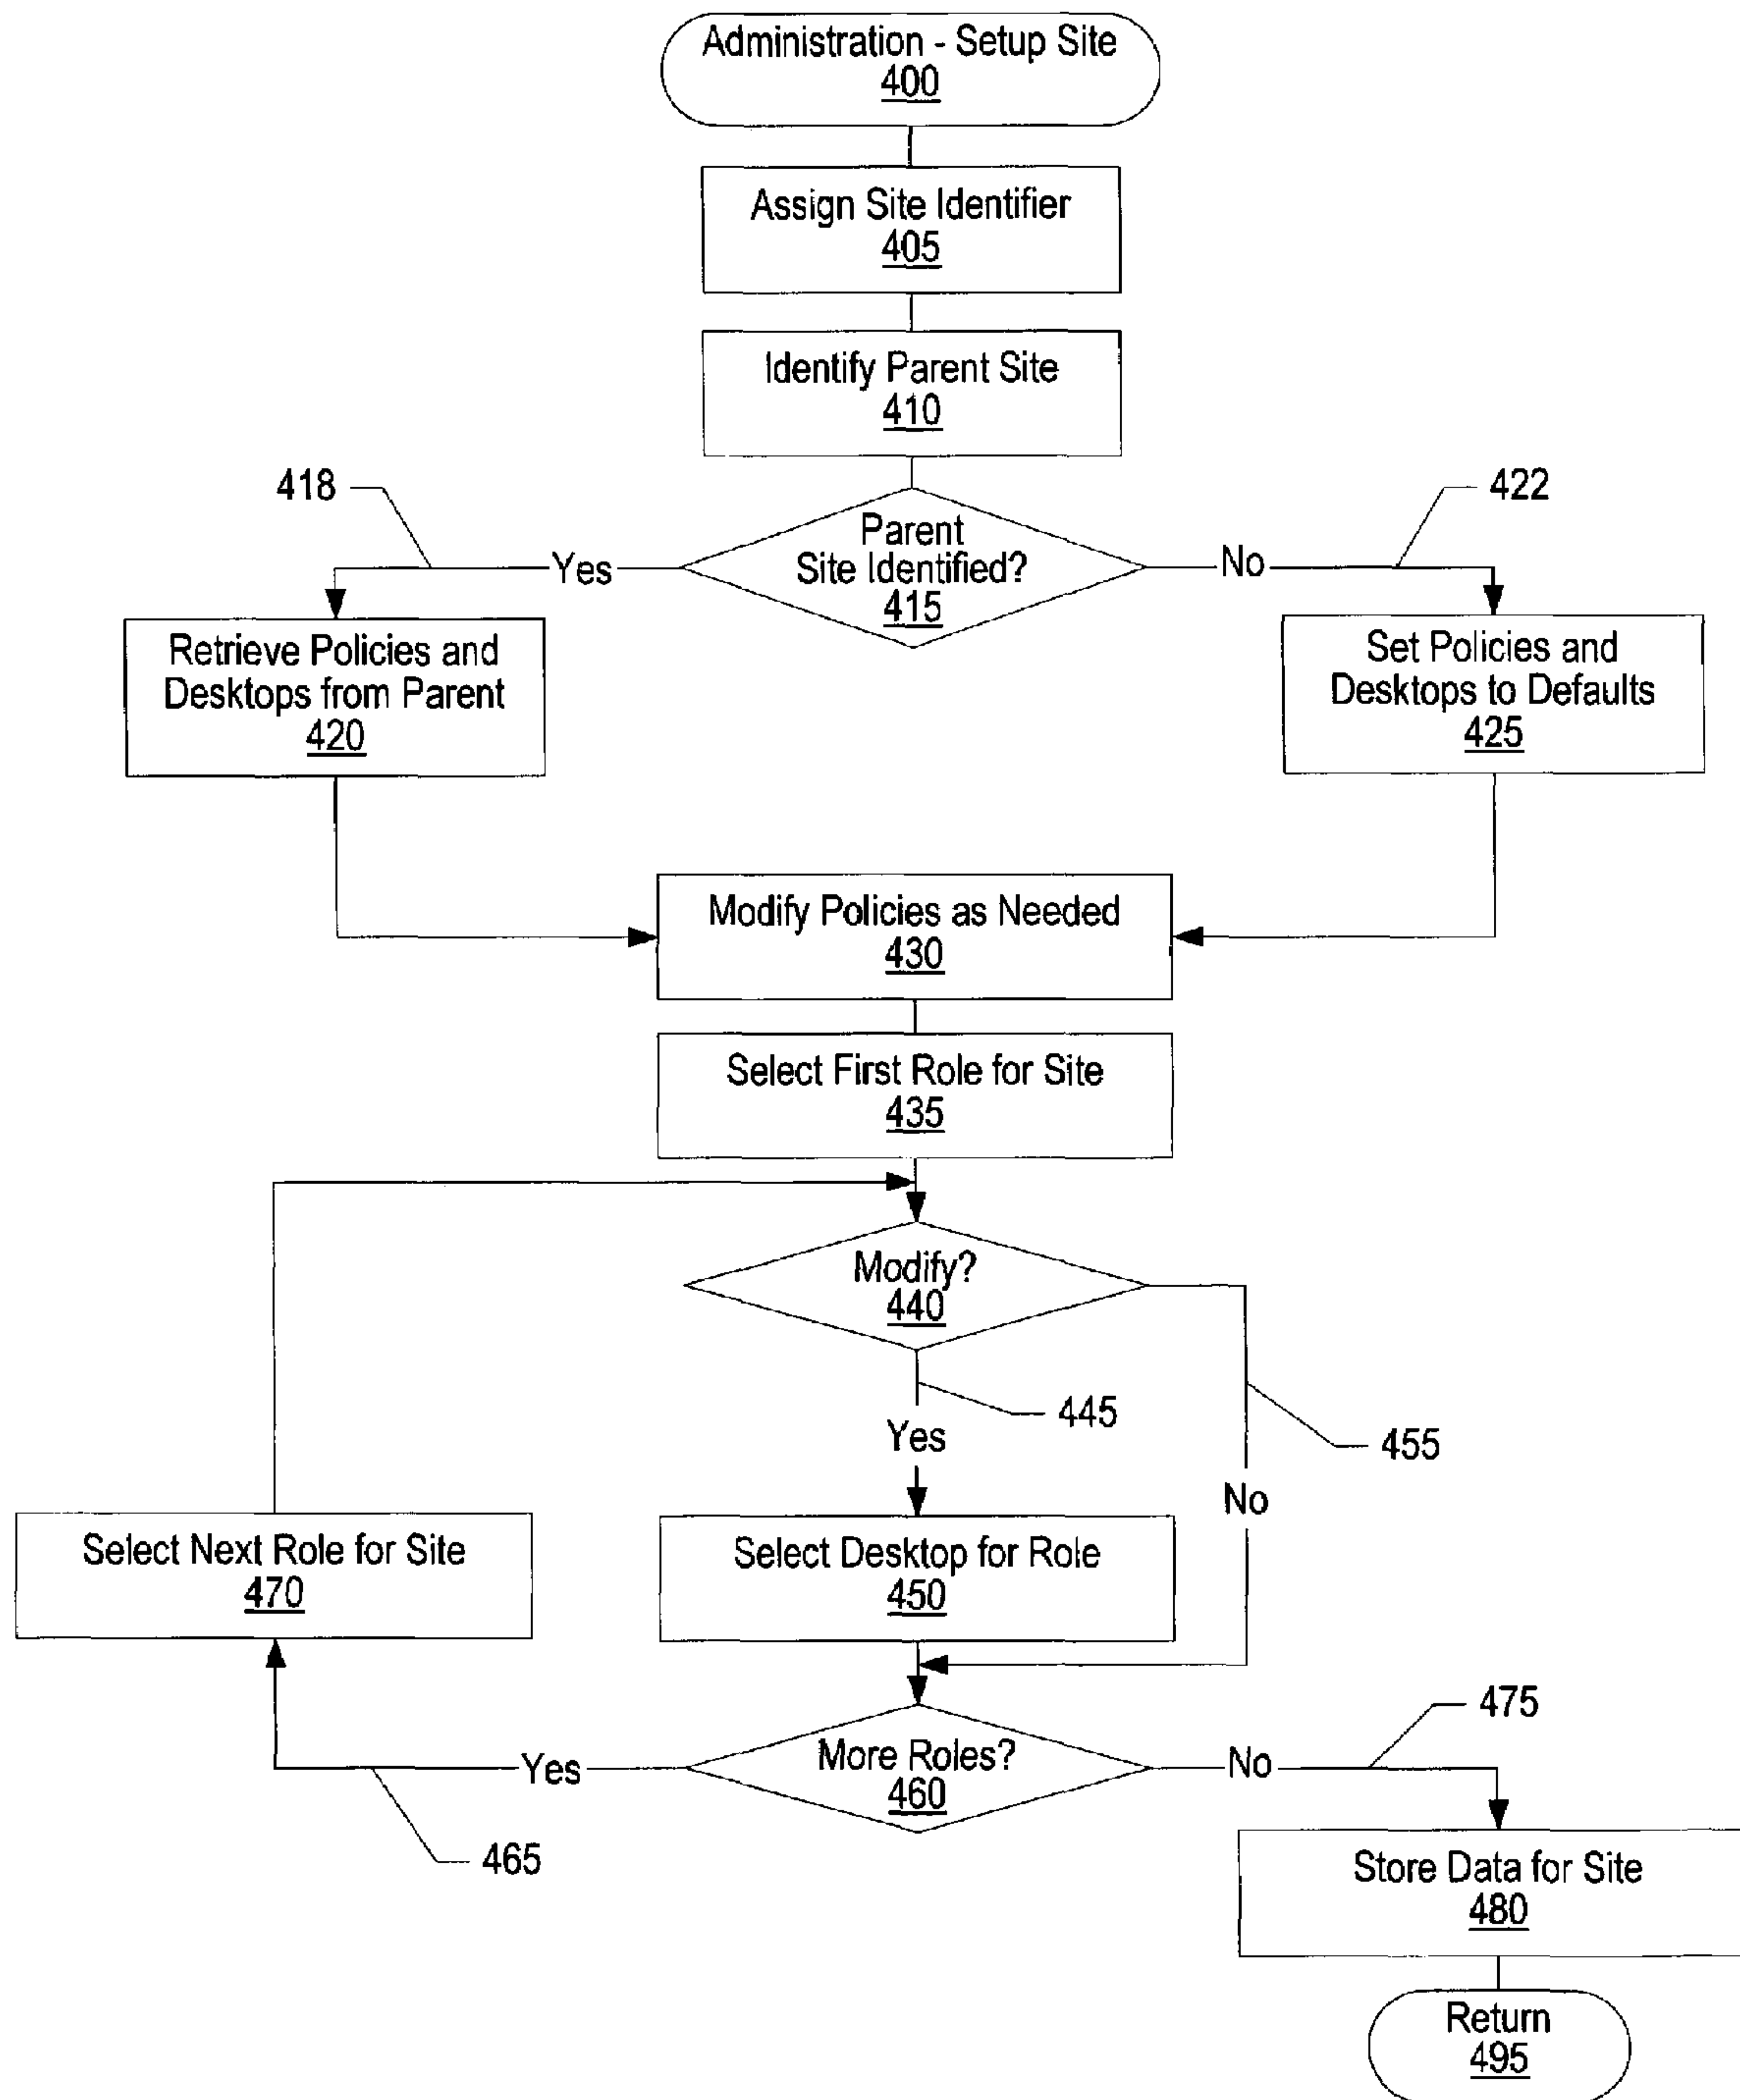 Administration - Setup Site
400
Assign Site Identifier
405
Identify Parent Site
410
418
422
Parent
Site Identified?
415
Yes
No
Retrieve Policies and
Desktops from Parent
420
Set Policies and
Desktops to Defaults
425
Modify Policies as Needed
430
Select First Role for Site
435
Modify?
440
445
Yes
455
No
Select Next Role for Site
470
Select Desktop for Role
450
475
More Roles?
460
Yes
No
465
Store Data for Site
480
Return
495